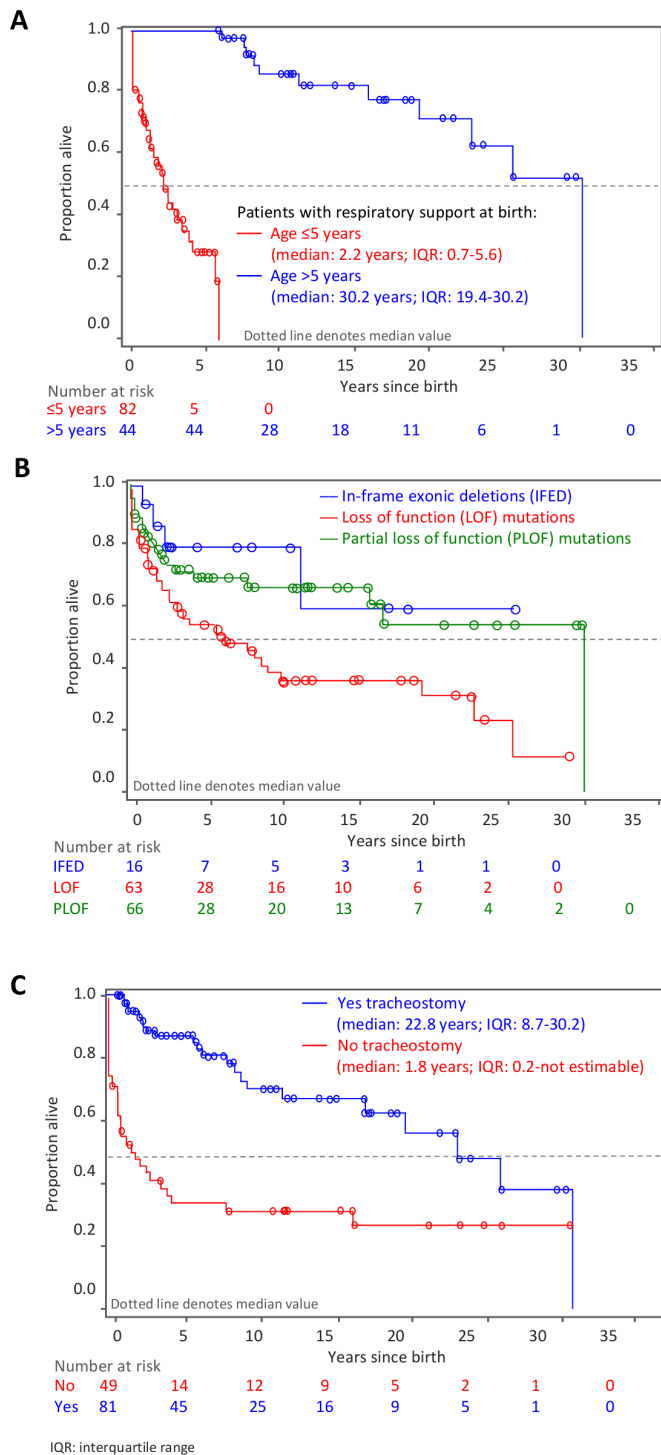 A
1.0
0.8
0.6
0.4
0.2
0.0
Proportion alive
Patients with respiratory support at birth:
Age ≤5 years
(median: 2.2 years; IQR: 0.7-5.6)
Age >5 years
(median: 30.2 years; IQR: 19.4-30.2)
Dotted line denotes median value
0 5 10 15 20 25 30 35
Years since birth
Number at risk
≤5 years 82 5 0
>5 years 44 44 28 18 11 6 1 0
B
1.0
0.8
0.6
0.4
0.2
0.0
Proportion alive
In-frame exonic deletions (IFED)
Loss of function (LOF) mutations
Partial loss of function (PLOF) mutations
Dotted line denotes median value
0 5 10 15 20 25 30 35
Years since birth
Number at risk
IFED 16 7 5 3 1 1 0
LOF 63 28 16 10 6 2 0
PLOF 66 28 20 13 7 4 2 0
C
1.0
0.8
0.6
0.4
0.2
0.0
Proportion alive
Yes tracheostomy
(median: 22.8 years; IQR: 8.7-30.2)
No tracheostomy
(median: 1.8 years; IQR: 0.2-not estimable)
Dotted line denotes median value
0 5 10 15 20 25 30 35
Years since birth
Number at risk
No 49 14 12 9 5 2 1 0
Yes 81 45 25 16 9 5 1 0
IQR: interquartile range